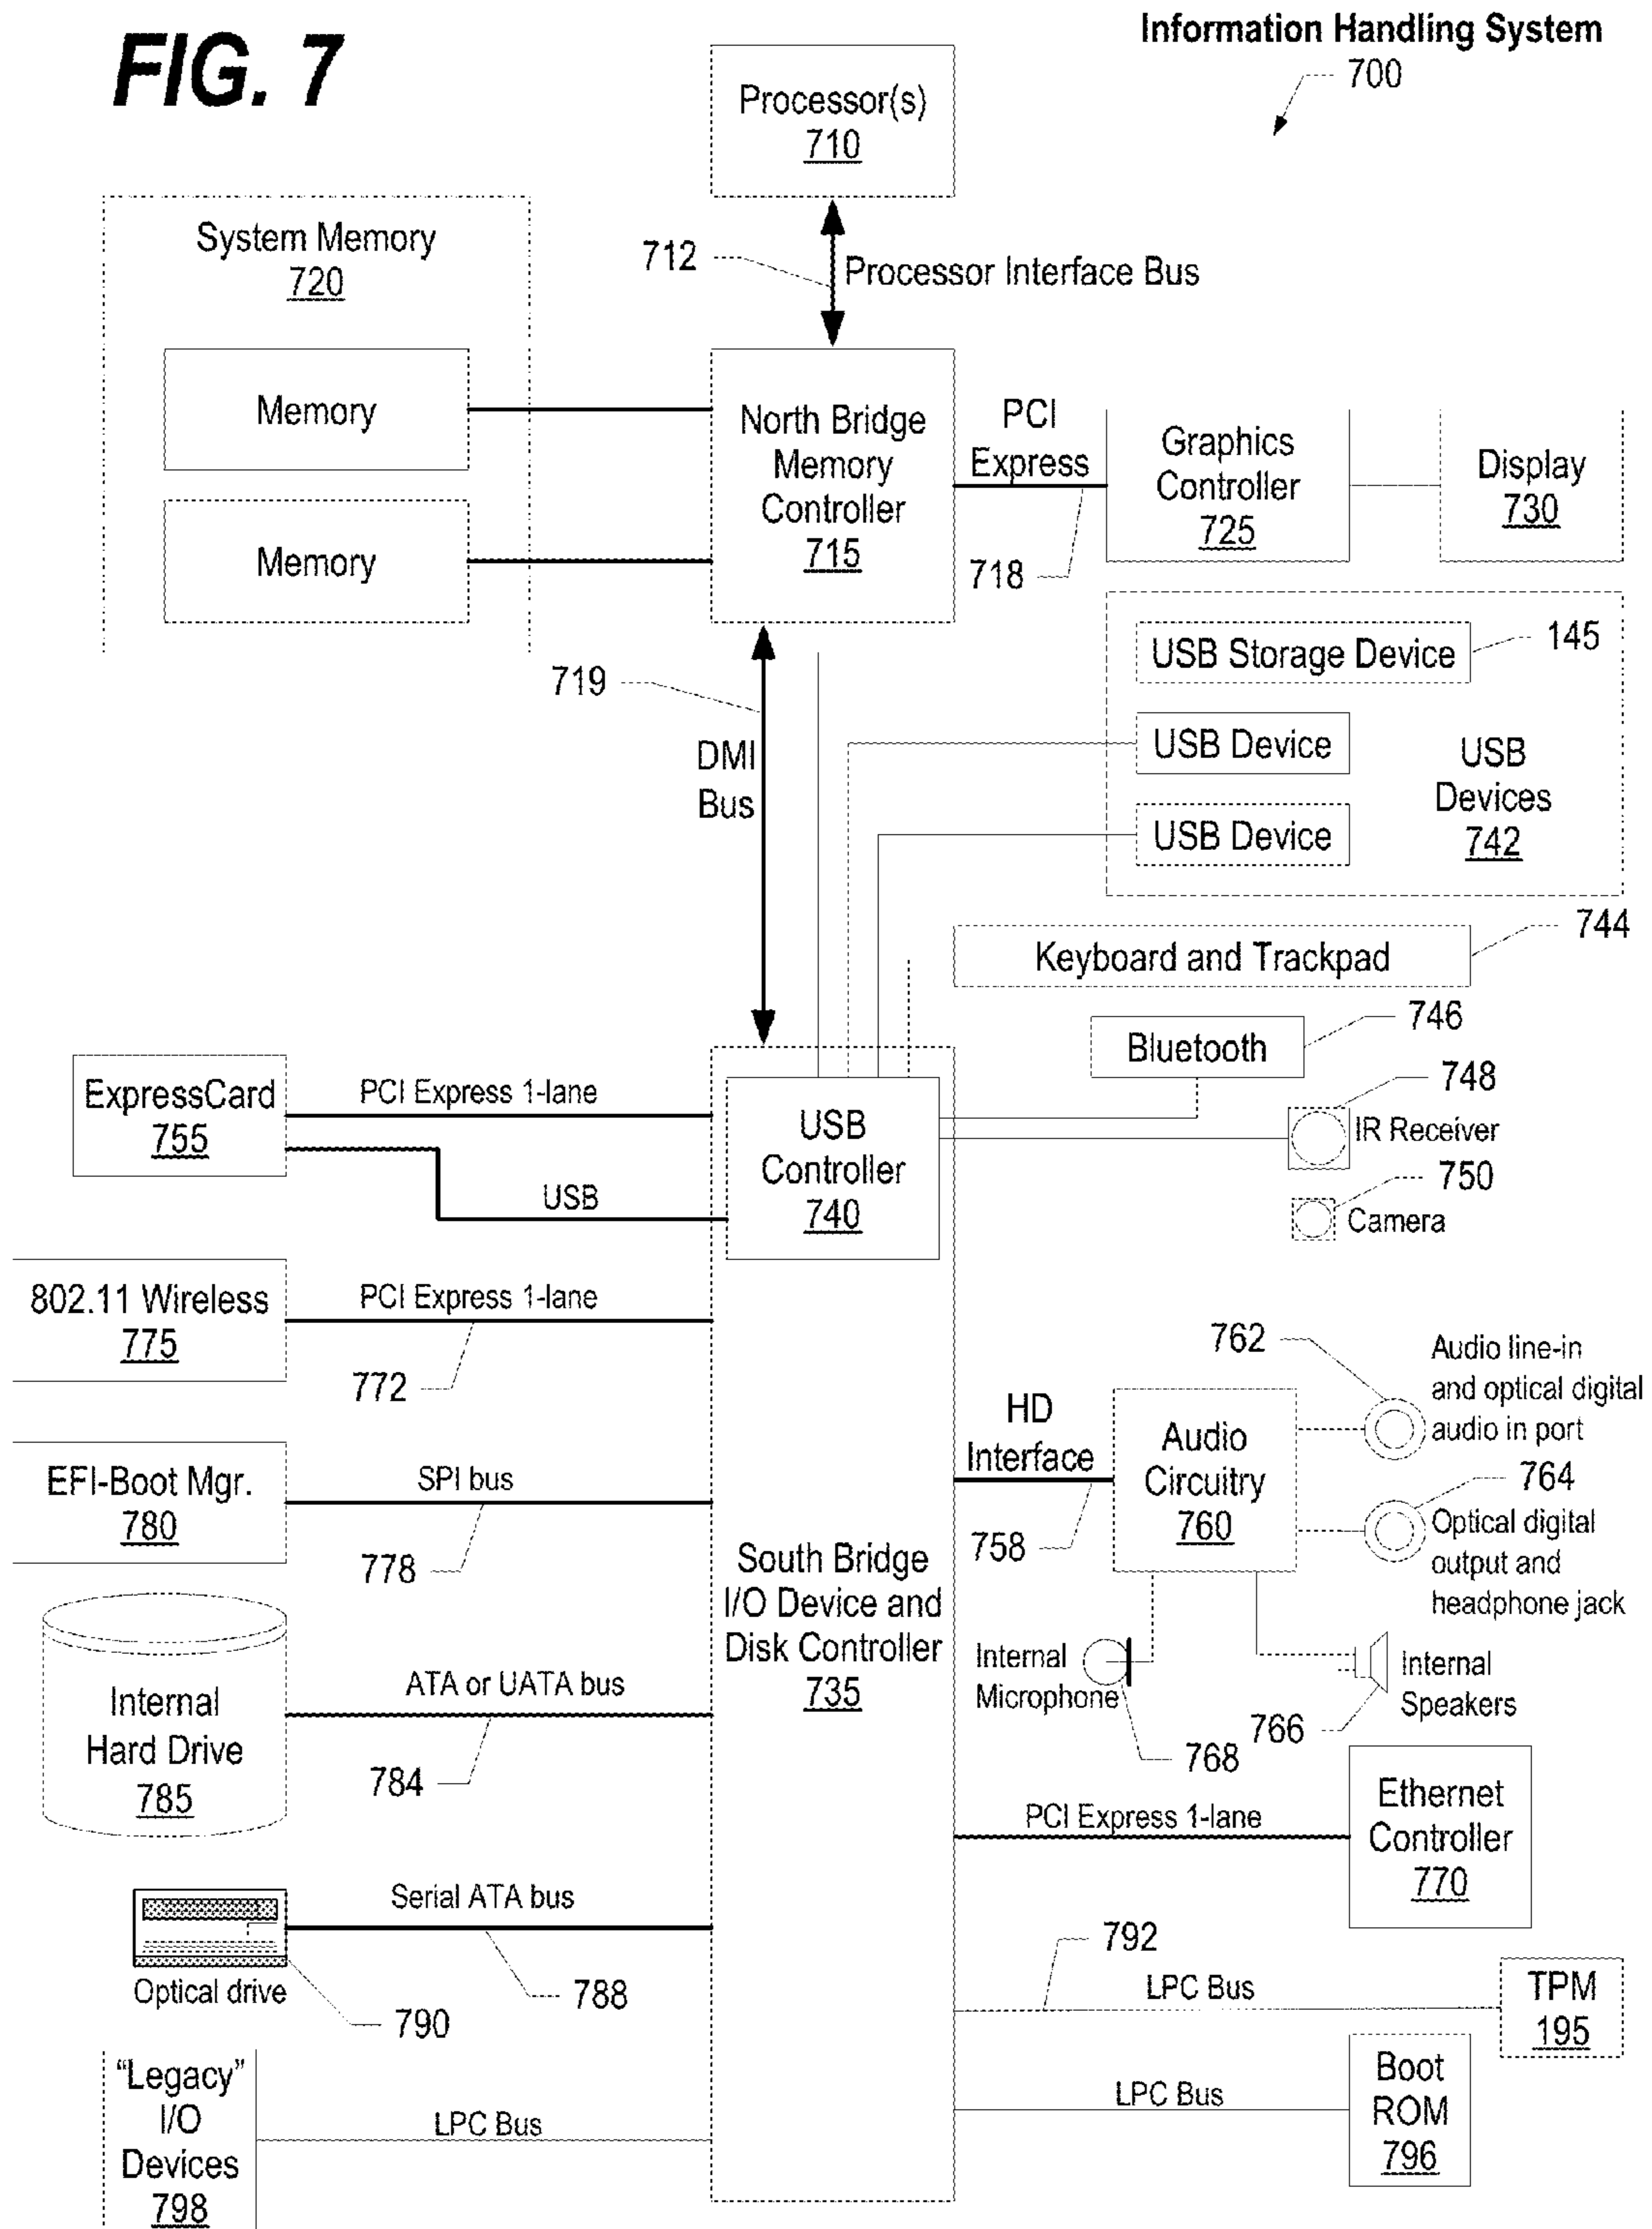 FIG. 7
Information Handling System
700
Processor(s)
710
712
Processor Interface Bus
System Memory
720
Memory
Memory
North Bridge
Memory
Controller
715
PCI
Express
718
Graphics
Controller
725
Display
730
719
DMI
Bus
USB Storage Device
145
USB Device
USB Device
USB
Devices
742
744
Keyboard and Trackpad
746
Bluetooth
748
IR Receiver
750
Camera
ExpressCard
755
PCI Express 1-lane
USB
USB
Controller
740
802.11 Wireless
775
PCI Express 1-lane
772
EFI-Boot Mgr.
780
SPI bus
778
South Bridge
I/O Device and
Disk Controller
735
HD
Interface
758
Audio
Circuitry
760
762
Audio line-in
and optical digital
audio in port
764
Optical digital
output and
headphone jack
Internal
Microphone
768
766
Internal
Speakers
Internal
Hard Drive
785
ATA or UATA bus
784
PCI Express 1-lane
Ethernet
Controller
770
Serial ATA bus
788
Optical drive
790
792
LPC Bus
TPM
195
LPC Bus
Boot
ROM
796
“Legacy”
I/O
Devices
798
LPC Bus